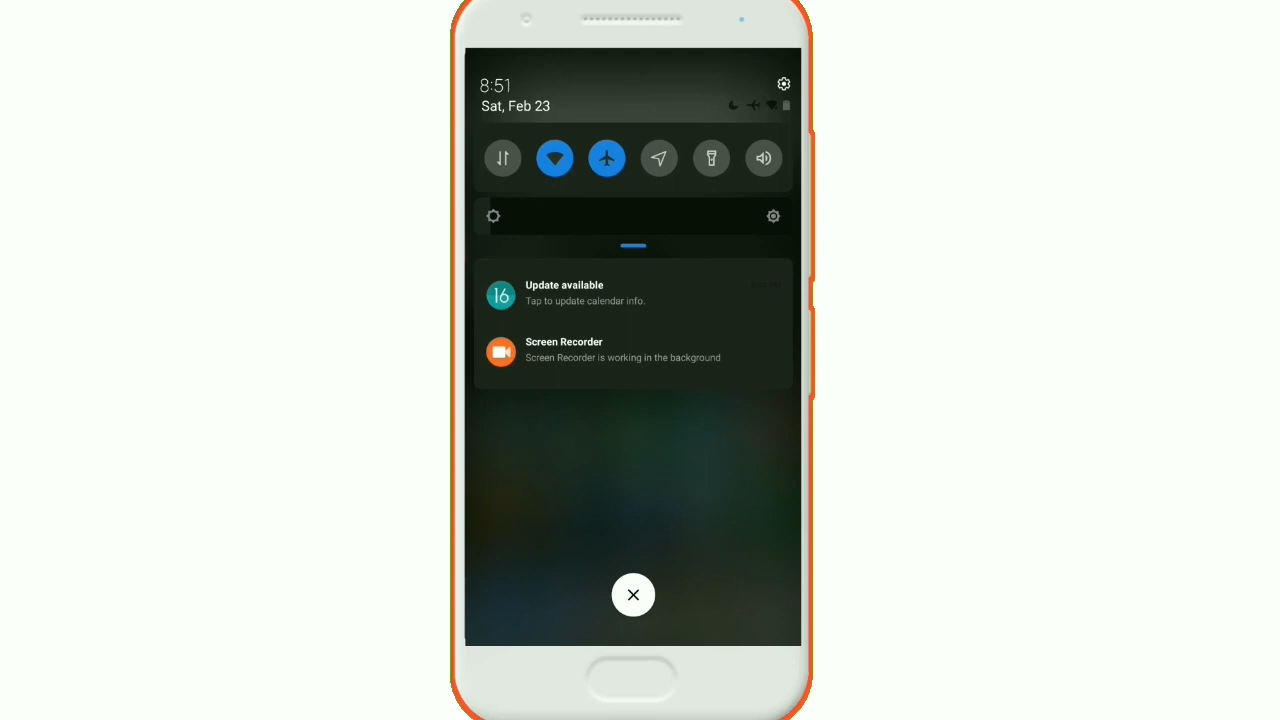 8:51
Sat, Feb 23
16
Update available
Tap to update calendar info.
Screen Recorder
Screen Recorder is working in the background